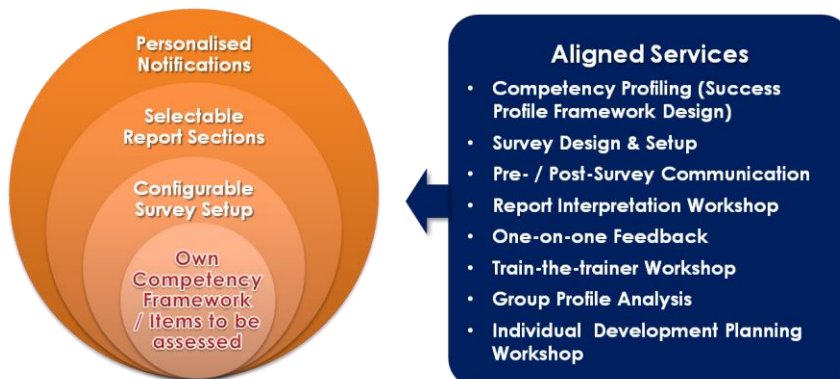 Personalised
Notifications
Selectable
Report Sections
Configurable
Survey Setup
Own
Competency
Framework
/ Items to be
assessed
Aligned Services
• Competency Profiling (Success
Profile Framework Design)
• Survey Design & Setup
• Pre- / Post-Survey Communication
• Report Interpretation Workshop
• One-on-one Feedback
• Train-the-trainer Workshop
• Group Profile Analysis
• Individual Development Planning
Workshop